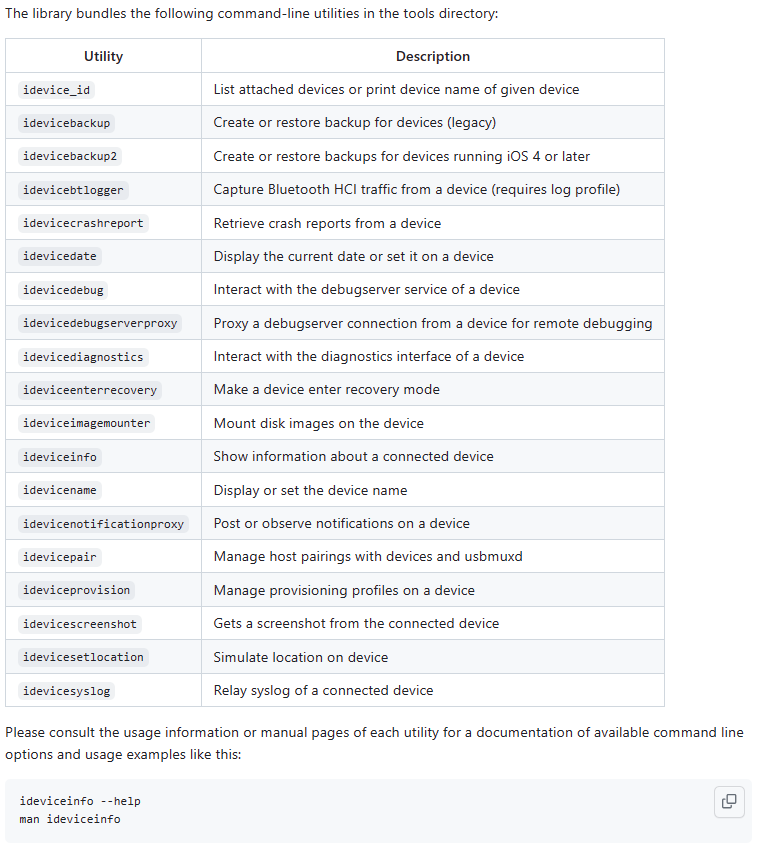 The library bundles the following command-line utilities in the tools directory:
Utility Description
idevice_id List attached devices or print device name of given device
idevicebackup Create or restore backup for devices (legacy)
idevicebackup2 Create or restore backups for devices running iOS 4 or later
idevicebtlogger Capture Bluetooth HCI traffic from a device (requires log profile)
idevicecrashreport Retrieve crash reports from a device
idevicedate Display the current date or set it on a device
idevicedebug Interact with the debugserver service of a device
idevicedebugserverproxy Proxy a debugserver connection from a device for remote debugging
idevicediagnostics Interact with the diagnostics interface of a device
ideviceenterrecovery Make a device enter recovery mode
ideviceimagemounter Mount disk images on the device
ideviceinfo Show information about a connected device
idevicename Display or set the device name
idevicenotificationproxy Post or observe notifications on a device
idevicepair Manage host pairings with devices and usbmuxd
ideviceprovision Manage provisioning profiles on a device
idevicescreenshot Gets a screenshot from the connected device
idevicesetlocation Simulate location on device
idevicesyslog Relay syslog of a connected device
Please consult the usage information or manual pages of each utility for a documentation of available command line
options and usage examples like this:
ideviceinfo --help
man ideviceinfo